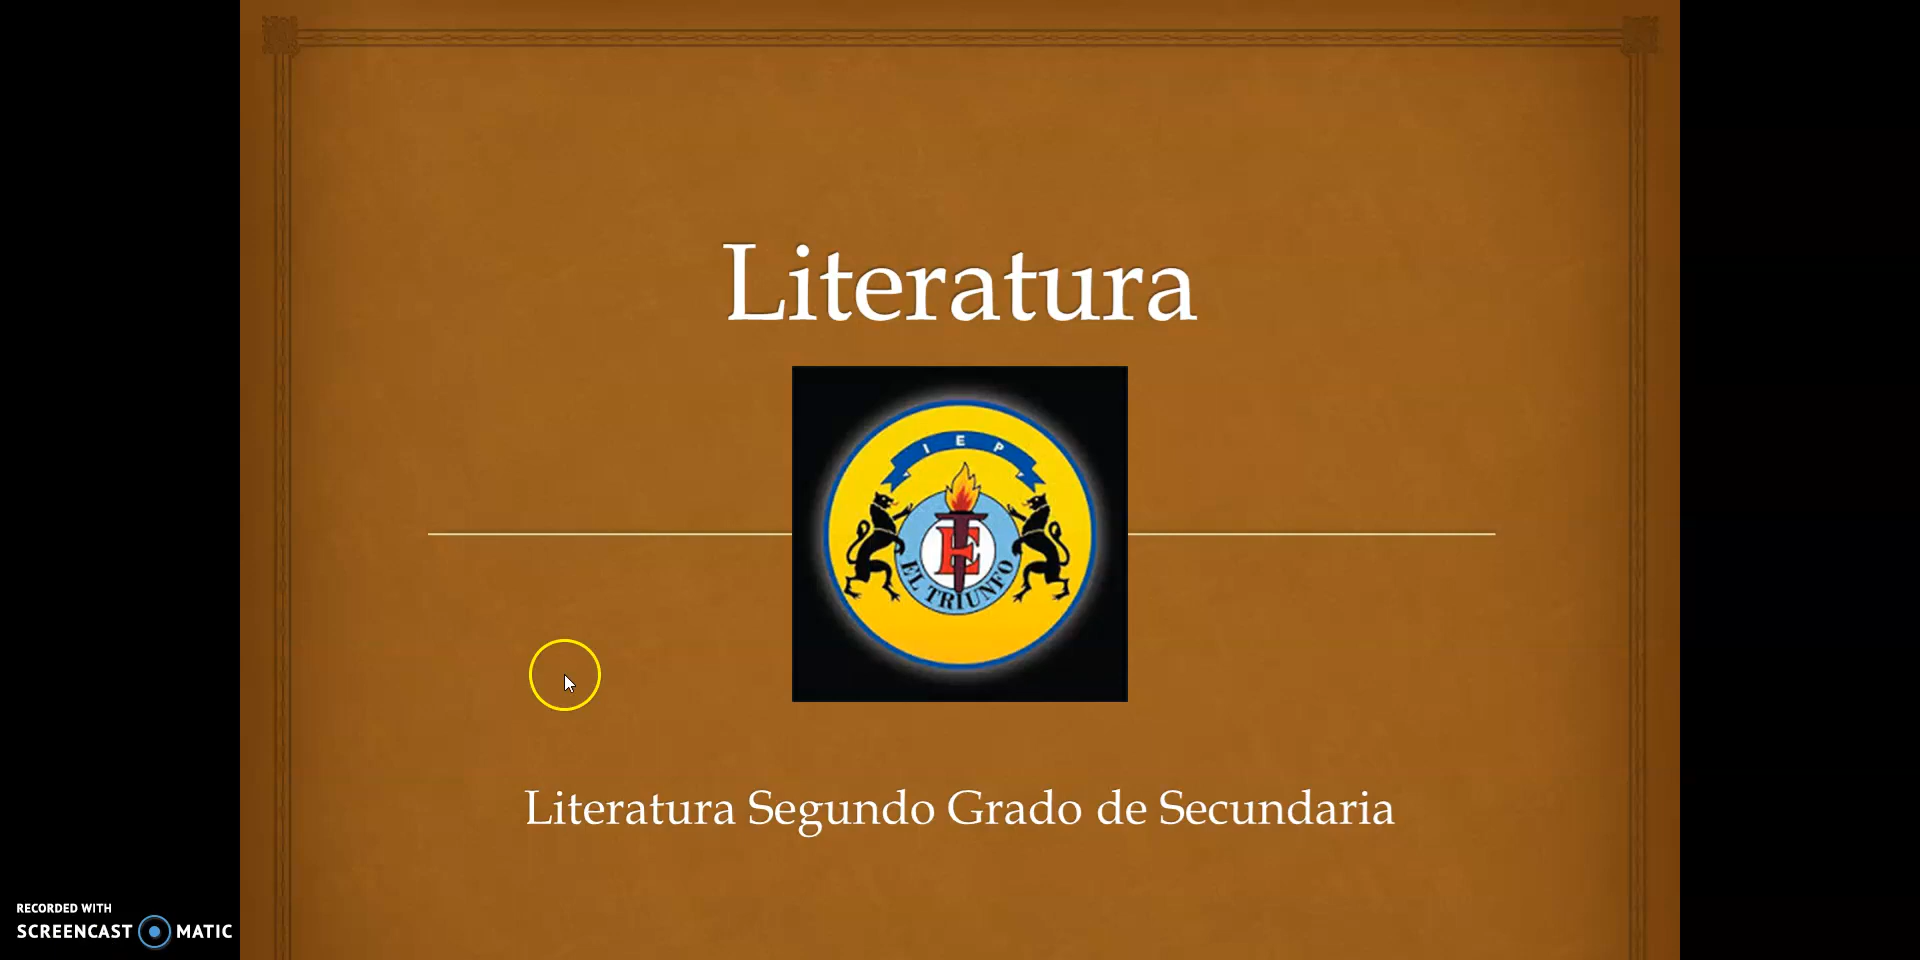 Literatura
I E P
E
EL TRIUNFO
Literatura Segundo Grado de Secundaria
RECORDED WITH
SCREENCAST MATIC